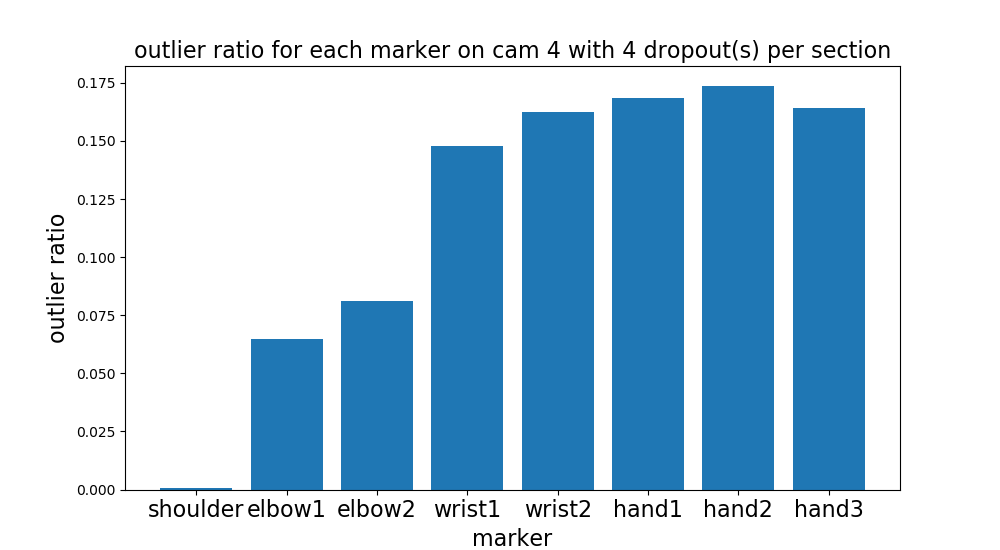 outlier ratio for each marker on cam 4 with 4 dropout(s) per section
outlier ratio
0.175
0.150
0.125
0.100
0.075
0.050
0.025
0.000
shoulder elbow1 elbow2 wrist1 wrist2 hand1 hand2 hand3
marker